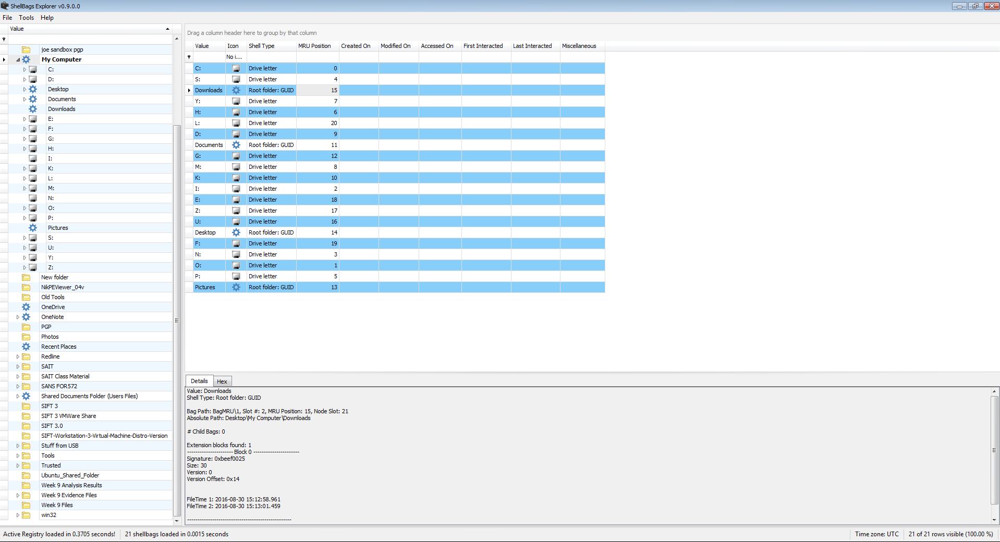 ShellBags Explorer v0.9.0.0
File Tools Help
Value
joe sandbox pgp
My Computer
C:
D:
Desktop
Documents
Downloads
E:
F:
G:
H:
I:
K:
L:
M:
N:
O:
P:
Pictures
S:
U:
Y:
Z:
New folder
NikPEViewer_04v
Old Tools
OneDrive
OneNote
PGP
Photos
Recent Places
Redline
SAIT
SAIT Class Material
SANS FOR572
Shared Documents Folder (Users Files)
SIFT 3
SIFT 3 VMWare Share
SIFT 3.0
SIFT-Workstation-3-Virtual-Machine-Distro-Version
Stuff from USB
Tools
Trusted
Ubuntu_Shared_Folder
Week 9 Analysis Results
Week 9 Evidence Files
Week 9 Files
win32
Drag a column header here to group by that column
Value Icon Shell Type MRU Position Created On Modified On Accessed On First Interacted Last Interacted Miscellaneous
No i...
C: Drive letter 0
S: Drive letter 4
Downloads Root folder: GUID 15
Y: Drive letter 7
H: Drive letter 6
L: Drive letter 20
D: Drive letter 9
Documents Root folder: GUID 11
G: Drive letter 12
M: Drive letter 8
K: Drive letter 10
I: Drive letter 2
E: Drive letter 18
Z: Drive letter 17
U: Drive letter 16
Desktop Root folder: GUID 14
F: Drive letter 19
N: Drive letter 3
O: Drive letter 1
P: Drive letter 5
Pictures Root folder: GUID 13
Details Hex
Value: Downloads
Shell Type: Root folder: GUID
Bag Path: BagMRU\1, Slot #: 2, MRU Position: 15, Node Slot: 21
Absolute Path: Desktop\My Computer\Downloads
# Child Bags: 0
Extension blocks found: 1
---------------------- Block 0 ----------------------
Signature: 0xbeef0025
Size: 30
Version: 0
Version Offset: 0x14
FileTime 1: 2016-08-30 15:12:58.961
FileTime 2: 2016-08-30 15:13:01.459
--------------------------------------------------
Active Registry loaded in 0.3705 seconds! 21 shellbags loaded in 0.0015 seconds Time zone: UTC 21 of 21 rows visible (100.00 %)